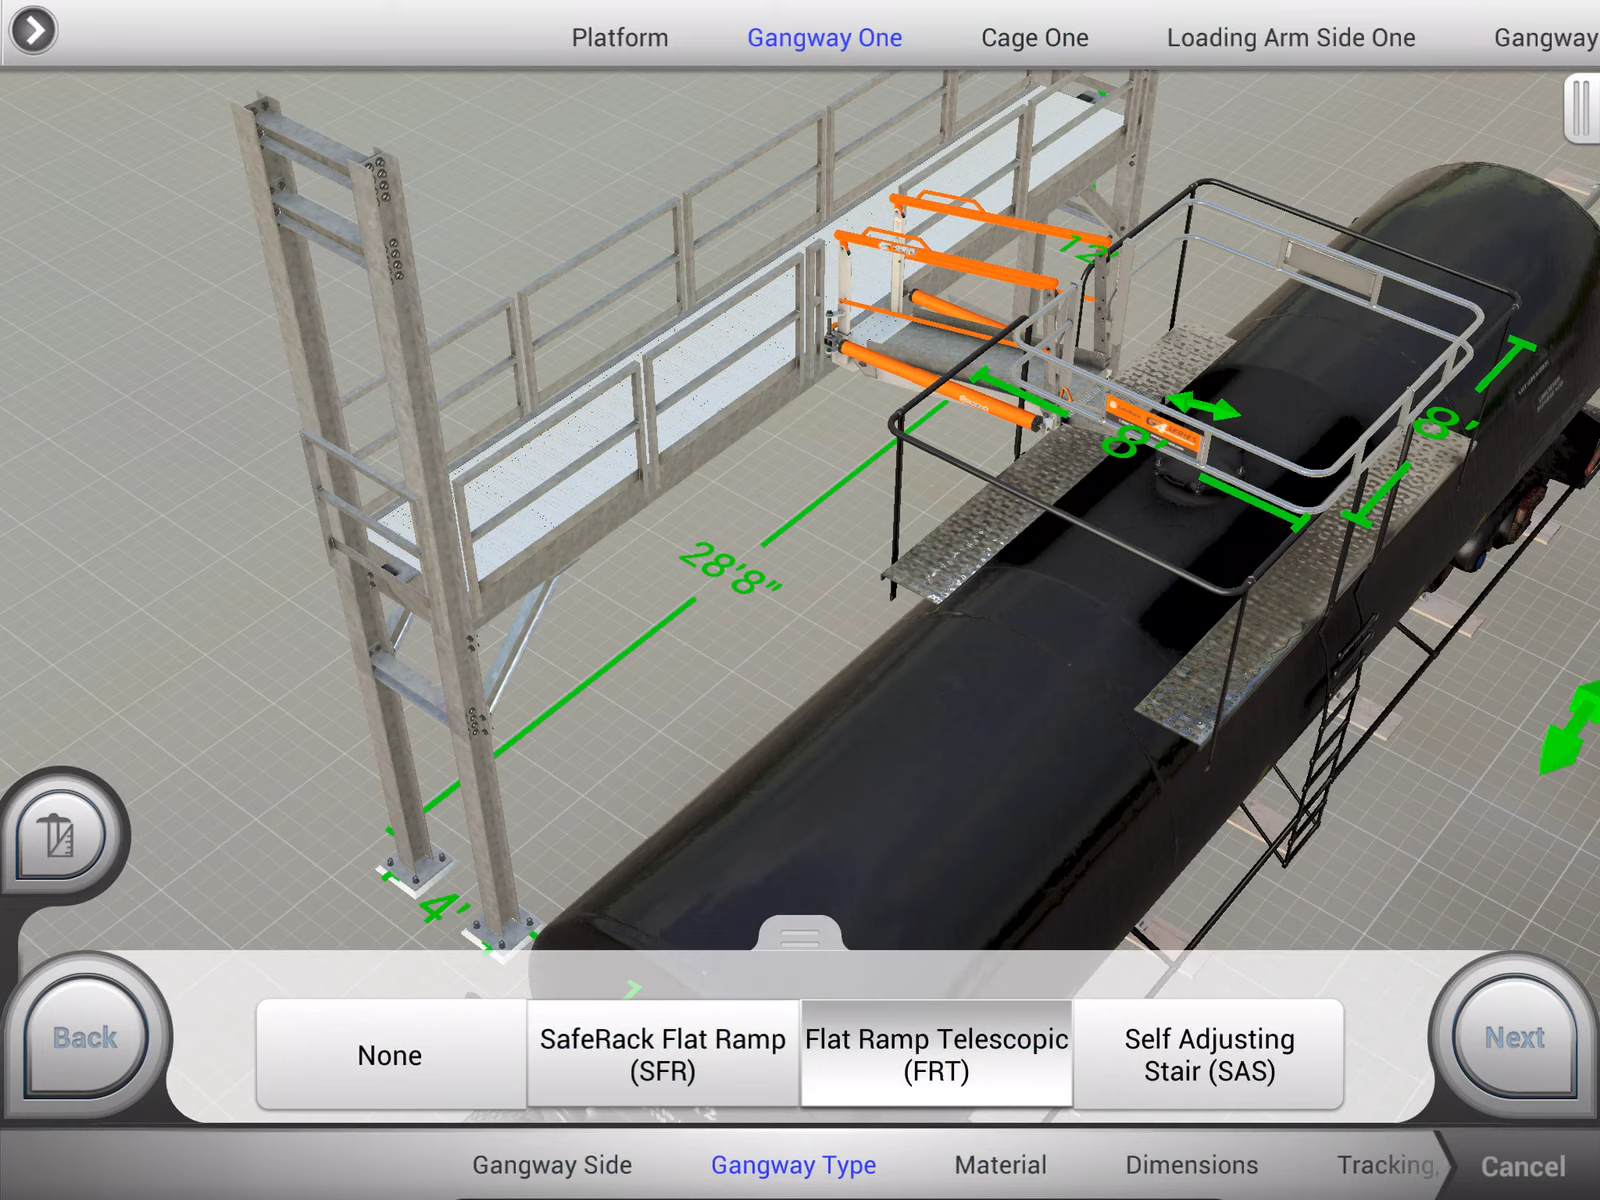 Platform
Gangway One
Cage One
Loading Arm Side One
Gangway
12'
8'
8'
28'8"
4'
Back
None
SafeRack Flat Ramp
(SFR)
Flat Ramp Telescopic
(FRT)
Self Adjusting
Stair (SAS)
Next
Gangway Side
Gangway Type
Material
Dimensions
Tracking,
Cancel